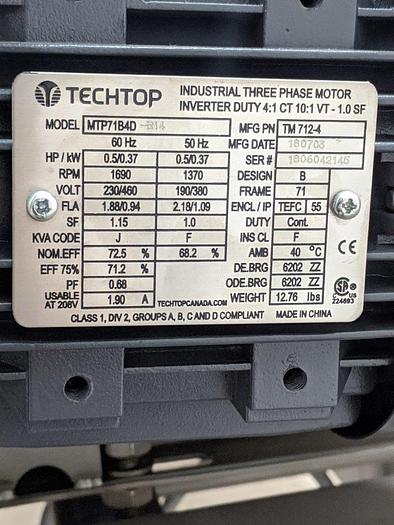 TECHTOP
INDUSTRIAL THREE PHASE MOTOR
INVERTER DUTY 4:1 CT 10:1 VT - 1.0 SF
MODEL MTP71B4D -B14 MFG PN TM 712-4
60 Hz 50 Hz MFG DATE 180703
HP / kW 0.5/0.37 0.5/0.37 SER # 1806042145
RPM 1690 1370 DESIGN B
VOLT 230/460 190/380 FRAME 71
FLA 1.88/0.94 2.18/1.09 ENCL / IP TEFC 55
SF 1.15 1.0 DUTY Cont.
KVA CODE J F INS CL F
NOM.EFF 72.5 % 68.2 % AMB 40 °C
EFF 75% 71.2 % DE.BRG 6202 ZZ
PF 0.68 ODE.BRG 6202 ZZ
USABLE AT 208V 1.90 A TECHTOPCANADA.COM WEIGHT 12.76 lbs
CE
SA
US
224693
CLASS 1, DIV 2, GROUPS A, B, C AND D COMPLIANT MADE IN CHINA